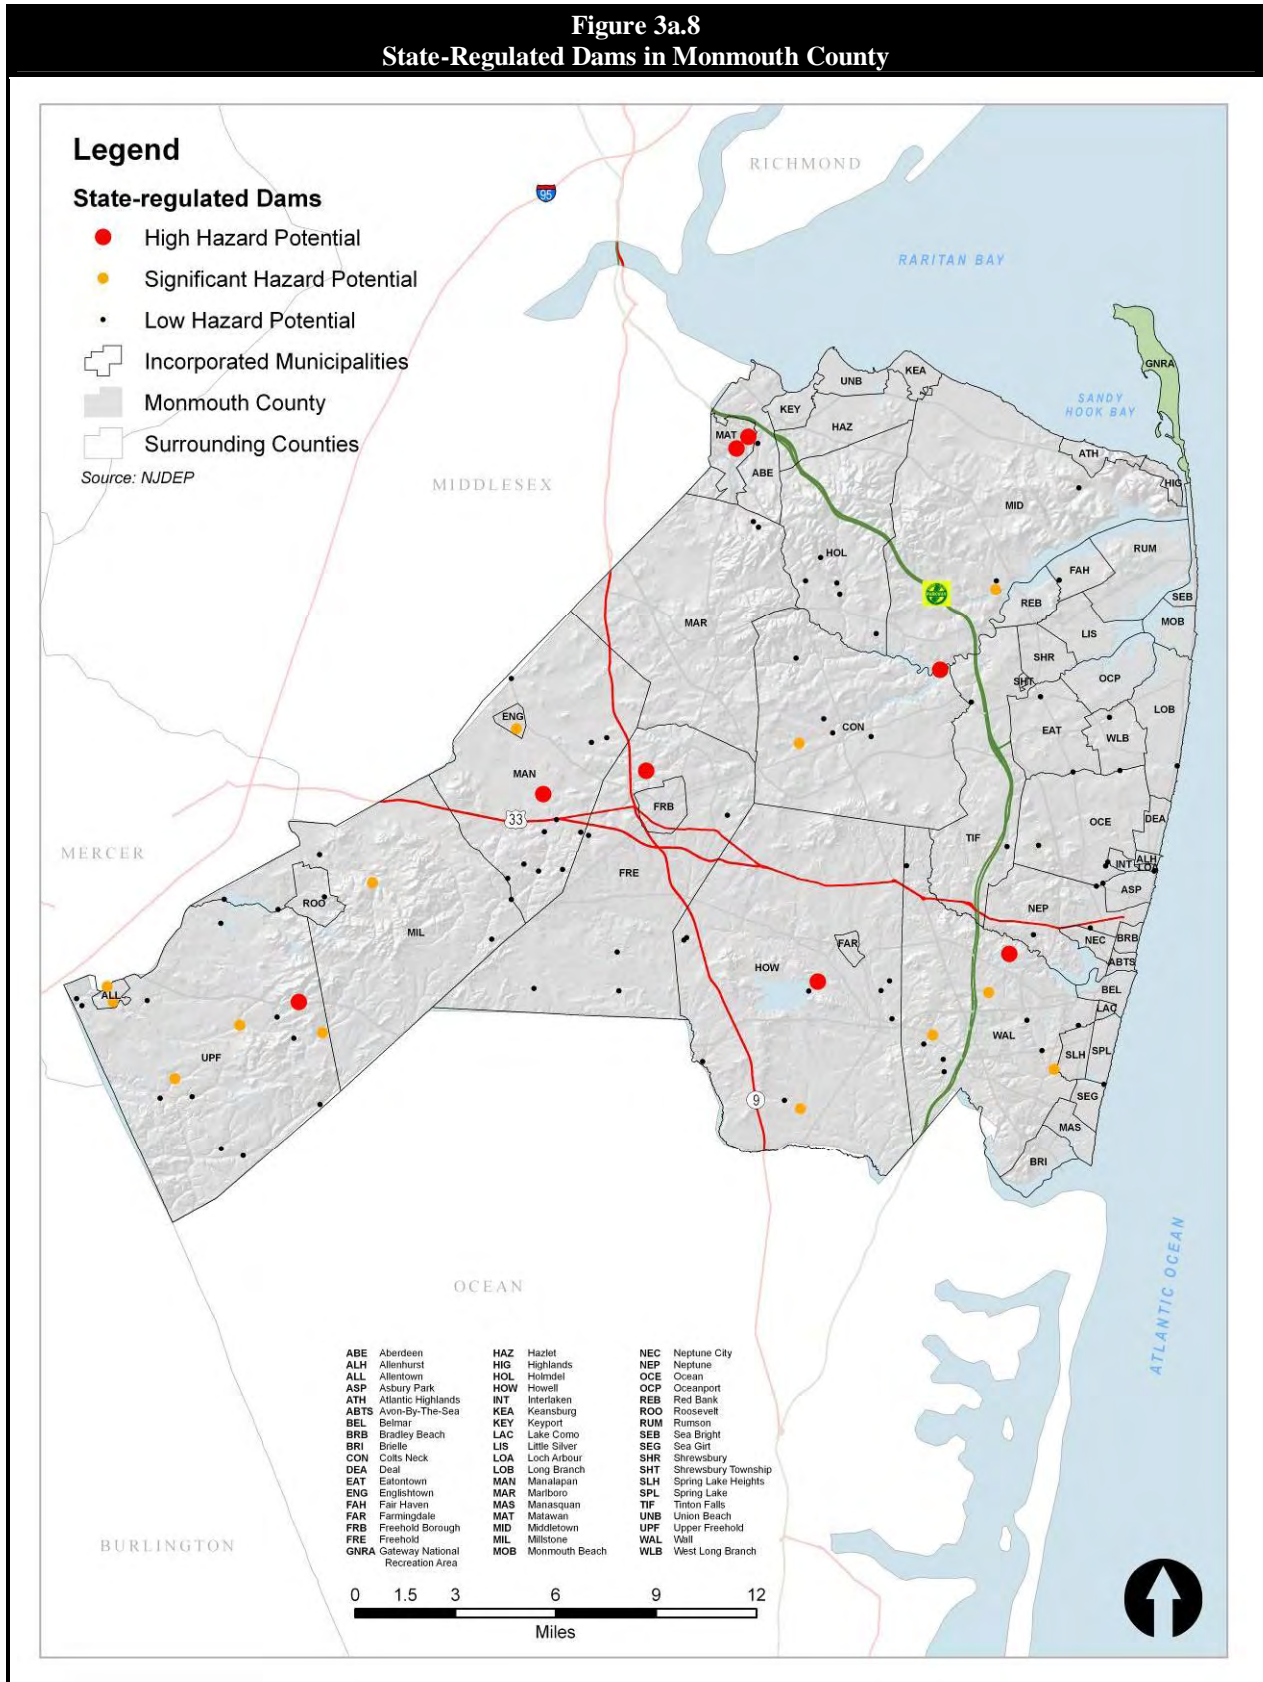 Figure 3a.8
State-Regulated Dams in Monmouth County
Legend
State-regulated Dams
High Hazard Potential
Significant Hazard Potential
Low Hazard Potential
Incorporated Municipalities
Monmouth County
Surrounding Counties
Source: NJDEP
95
RICHMOND
RARITAN BAY
SANDY
HOOK BAY
MIDDLESEX
MERCER
OCEAN
BURLINGTON
ATLANTIC OCEAN
GNRA
KEA
UNB
KEY
HAZ
MAT
ABE
ATH
HIG
MID
HOL
RUM
FAH
REB
SEB
MOB
MAR
LIS
SHR
SHT
OCP
LOB
ENG
CON
EAT
WLB
MAN
FRB
33
TIF
OCE
DEA
FRE
INT
ALH
LOA
ASP
ROO
NEP
MIL
HOW
FAR
NEC
BRB
ABTS
ALL
BEL
LAC
UPF
WAL
SLH
SPL
9
SEG
MAS
BRI
ABE Aberdeen
ALH Allenhurst
ALL Allentown
ASP Asbury Park
ATH Atlantic Highlands
ABTS Avon-By-The-Sea
BEL Belmar
BRB Bradley Beach
BRI Brielle
CON Colts Neck
DEA Deal
EAT Eatontown
ENG Englishtown
FAH Fair Haven
FAR Farmingdale
FRB Freehold Borough
FRE Freehold
GNRA Gateway National
Recreation Area
HAZ Hazlet
HIG Highlands
HOL Holmdel
HOW Howell
INT Interlaken
KEA Keansburg
KEY Keyport
LAC Lake Como
LIS Little Silver
LOA Loch Arbour
LOB Long Branch
MAN Manalapan
MAR Marlboro
MAS Manasquan
MAT Matawan
MID Middletown
MIL Millstone
MOB Monmouth Beach
NEC Neptune City
NEP Neptune
OCE Ocean
OCP Oceanport
REB Red Bank
ROO Roosevelt
RUM Rumson
SEB Sea Bright
SEG Sea Girt
SHR Shrewsbury
SHT Shrewsbury Township
SLH Spring Lake Heights
SPL Spring Lake
TIF Tinton Falls
UNB Union Beach
UPF Upper Freehold
WAL Wall
WLB West Long Branch
0 1.5 3 6 9 12
Miles